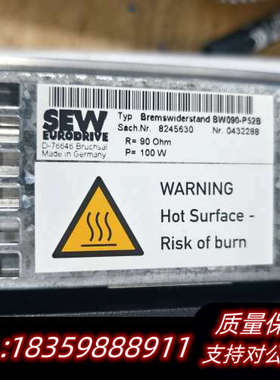 SEW
EURODRIVE
D-76646 Bruchsal
Made in Germany
Typ Bremswiderstand BW090-P52B
Sach.Nr. 8245630 Nr. 0432288
R= 90 Ohm
P= 100 W
WARNING
Hot Surface -
Risk of burn
质量保
:18359888911
支持对公